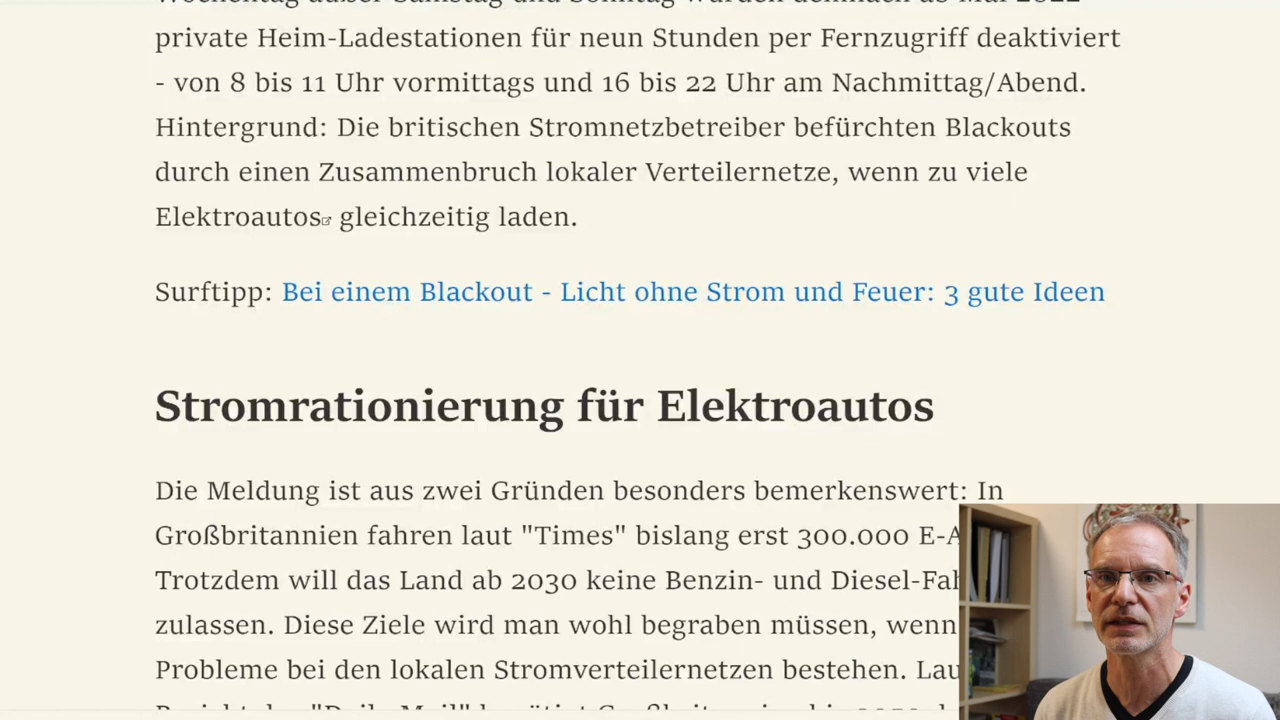 private Heim-Ladestationen für neun Stunden per Fernzugriff deaktiviert
- von 8 bis 11 Uhr vormittags und 16 bis 22 Uhr am Nachmittag/Abend.
Hintergrund: Die britischen Stromnetzbetreiber befürchten Blackouts
durch einen Zusammenbruch lokaler Verteilernetze, wenn zu viele
Elektroautos gleichzeitig laden.
Surftipp: Bei einem Blackout - Licht ohne Strom und Feuer: 3 gute Ideen
Stromrationierung für Elektroautos
Die Meldung ist aus zwei Gründen besonders bemerkenswert: In
Großbritannien fahren laut "Times" bislang erst 300.000 E-A
Trotzdem will das Land ab 2030 keine Benzin- und Diesel-Fah
zulassen. Diese Ziele wird man wohl begraben müssen, wenn
Probleme bei den lokalen Stromverteilernetzen bestehen. Lau